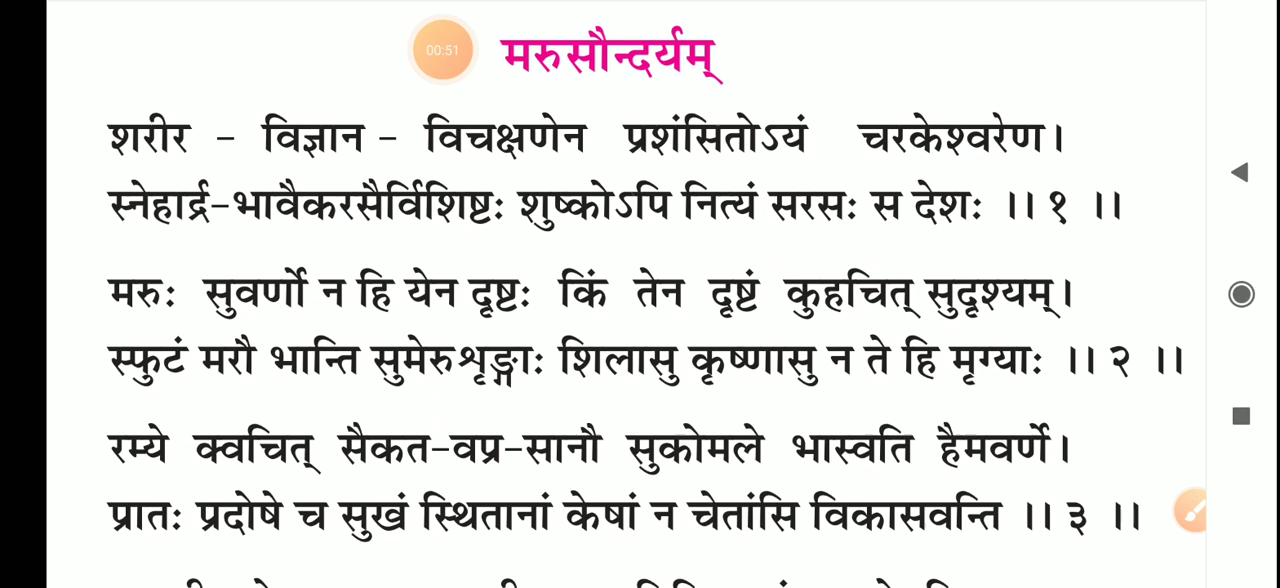 00:51
मरुसौन्दर्यम्
शरीर - विज्ञान - विचक्षणेन प्रशंसितोऽयं चरकेश्वरेण।
स्नेहार्द्र-भावैकरसैर्विशिष्टः शुष्कोऽपि नित्यं सरसः स देशः ।। १ ।।
मरुः सुवर्णो न हि येन दृष्टः किं तेन दृष्टं कुहचित् सुदृश्यम्।
स्फुटं मरौ भान्ति सुमेरुशृङ्गाः शिलासु कृष्णासु न ते हि मृग्याः ।। २ ।।
रम्ये क्वचित् सैकत-वप्र-सानौ सुकोमले भास्वति हैमवर्णे।
प्रातः प्रदोषे च सुखं स्थितानां केषां न चेतांसि विकासवन्ति ।। ३ ।।